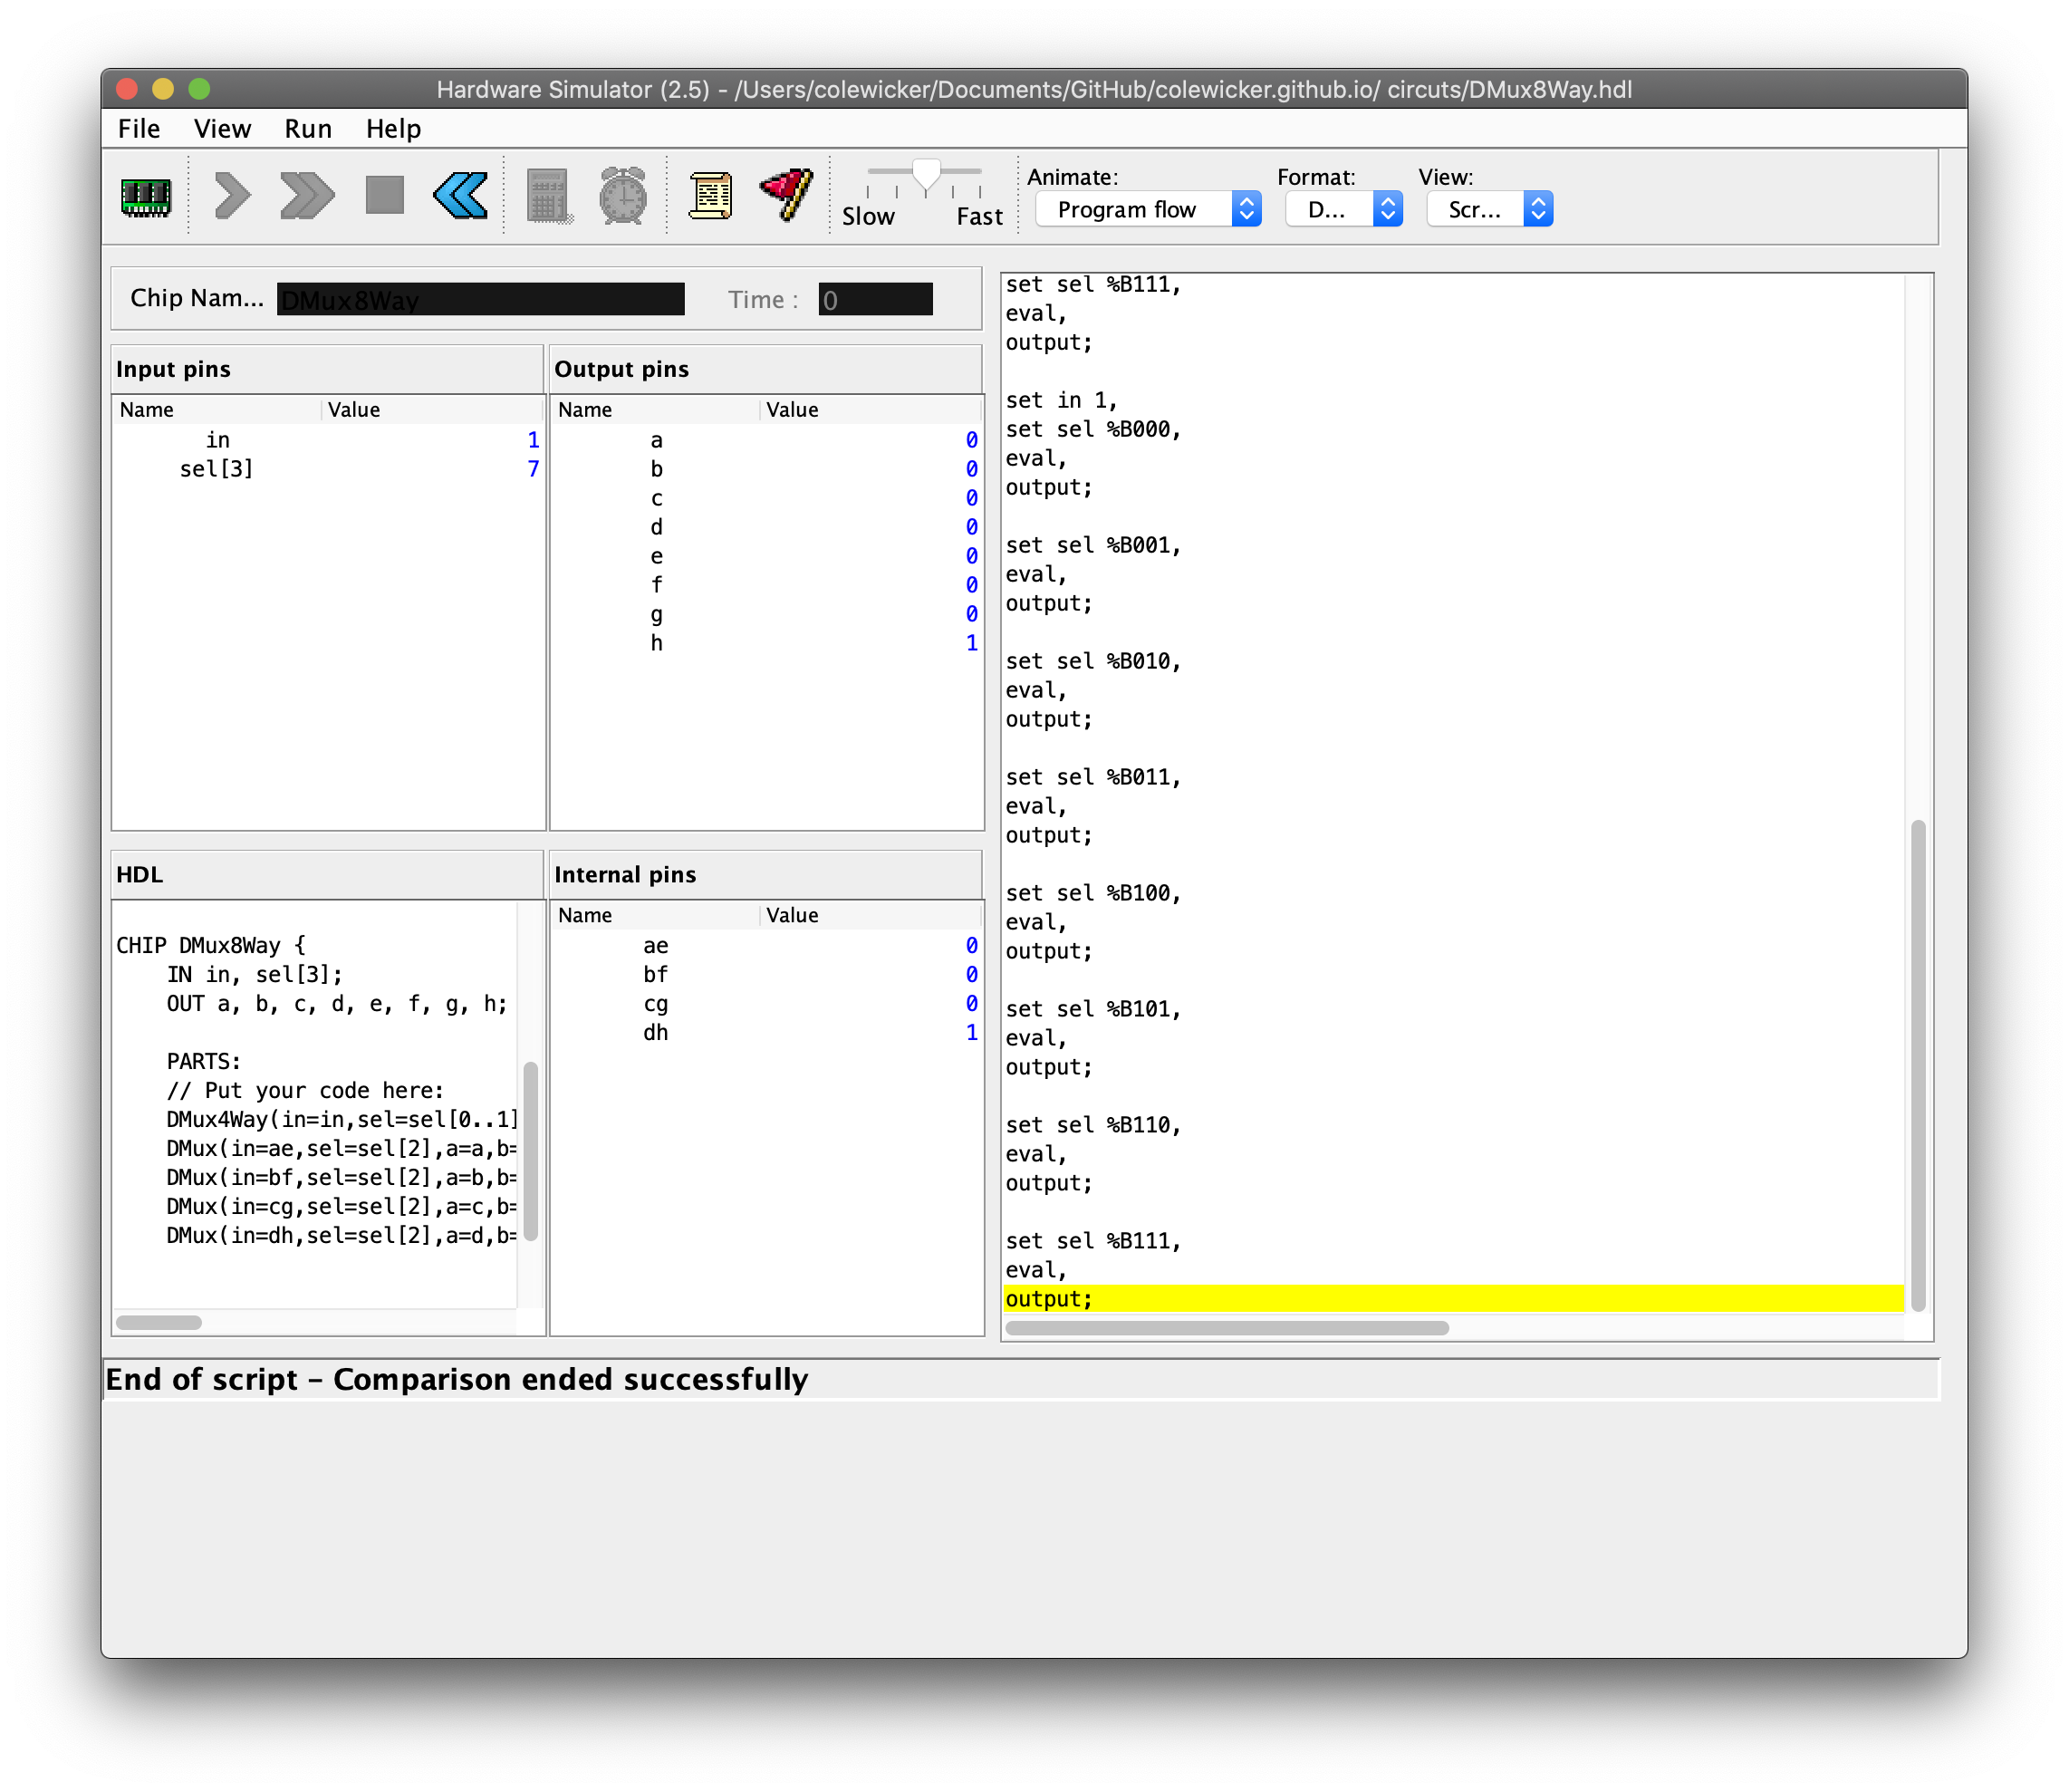 Hardware Simulator (2.5) - /Users/colewicker/Documents/GitHub/colewicker.github.io/ circuts/DMux8Way.hdl
File View Run Help
Slow Fast
Animate: Format: View:
Program flow D... Scr...
Chip Nam... DMux8Way Time : 0
Input pins
Name Value
in 1
sel[3] 7
Output pins
Name Value
a 0
b 0
c 0
d 0
e 0
f 0
g 0
h 1
HDL
CHIP DMux8Way {
IN in, sel[3];
OUT a, b, c, d, e, f, g, h;
PARTS:
// Put your code here:
DMux4Way(in=in,sel=sel[0..1]
DMux(in=ae,sel=sel[2],a=a,b=
DMux(in=bf,sel=sel[2],a=b,b=
DMux(in=cg,sel=sel[2],a=c,b=
DMux(in=dh,sel=sel[2],a=d,b=
Internal pins
Name Value
ae 0
bf 0
cg 0
dh 1
set sel %B111,
eval,
output;
set in 1,
set sel %B000,
eval,
output;
set sel %B001,
eval,
output;
set sel %B010,
eval,
output;
set sel %B011,
eval,
output;
set sel %B100,
eval,
output;
set sel %B101,
eval,
output;
set sel %B110,
eval,
output;
set sel %B111,
eval,
output;
End of script – Comparison ended successfully